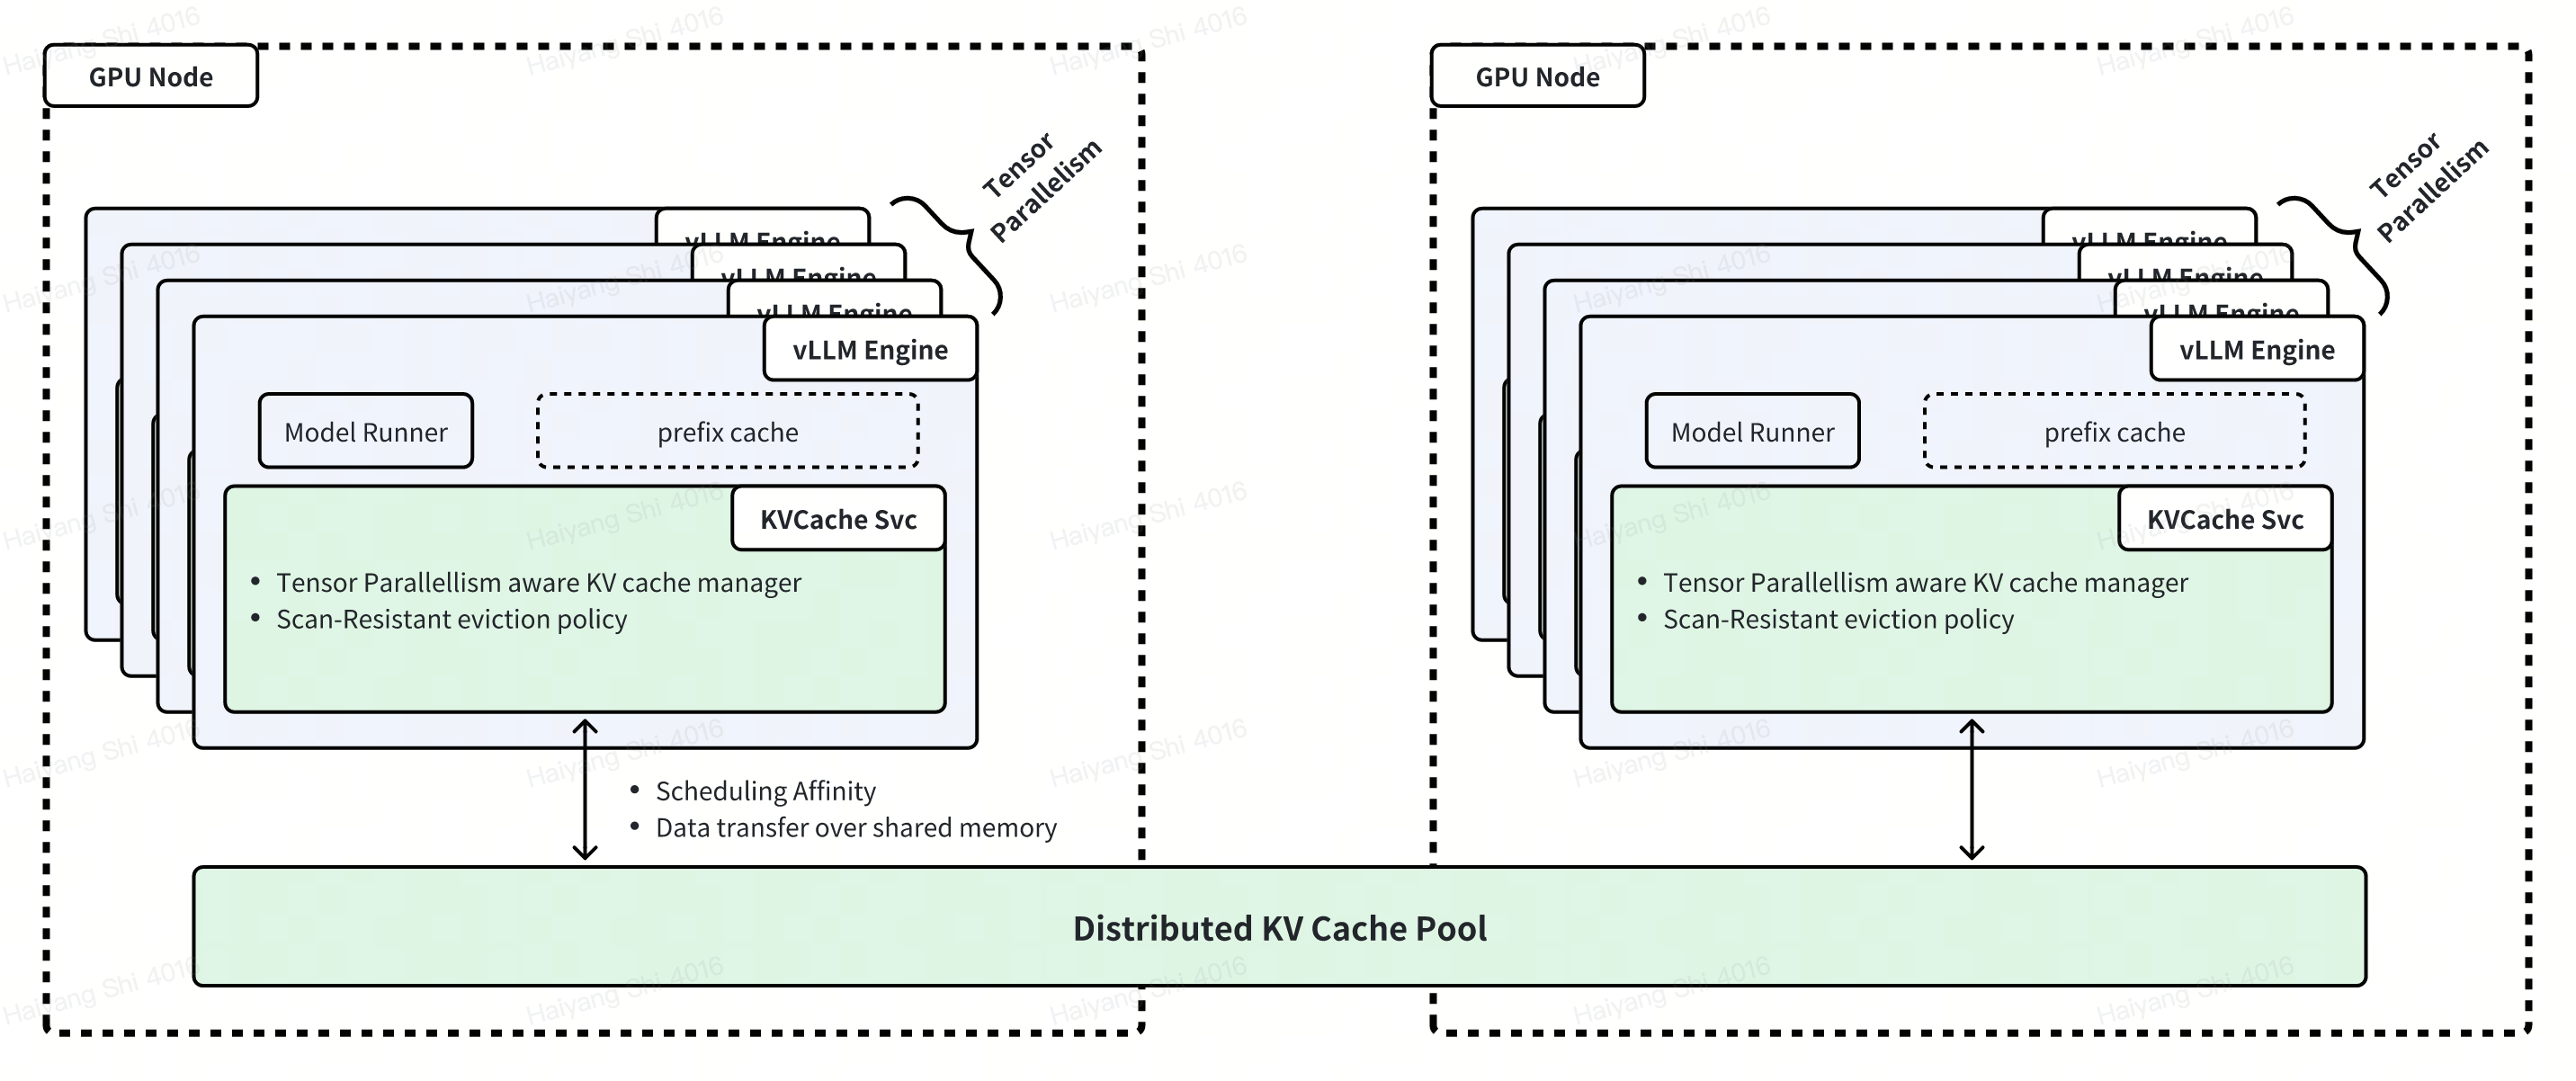 GPU Node
Tensor
Parallelism
vLLM Engine
vLLM Engine
vLLM Engine
vLLM Engine
Model Runner
prefix cache
KVCache Svc
• Tensor Parallellism aware KV cache manager
• Scan-Resistant eviction policy
• Scheduling Affinity
• Data transfer over shared memory
GPU Node
Tensor
Parallelism
vLLM Engine
vLLM Engine
vLLM Engine
vLLM Engine
Model Runner
prefix cache
KVCache Svc
• Tensor Parallellism aware KV cache manager
• Scan-Resistant eviction policy
Distributed KV Cache Pool
Haiyang Shi 4016